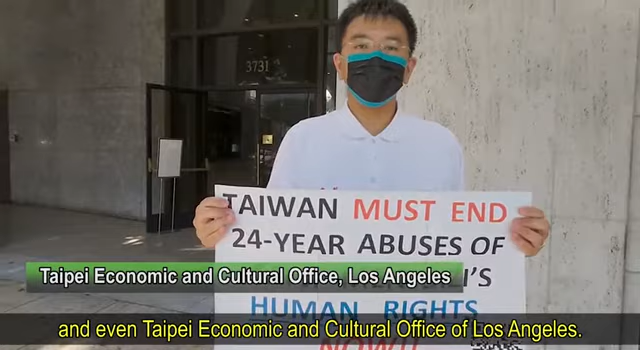 3731
TAIWAN MUST END
24-YEAR ABUSES OF
'S
Taipei Economic and Cultural Office, Los Angeles
HUMAN RIGHTS
NOW!!
and even Taipei Economic and Cultural Office of Los Angeles.